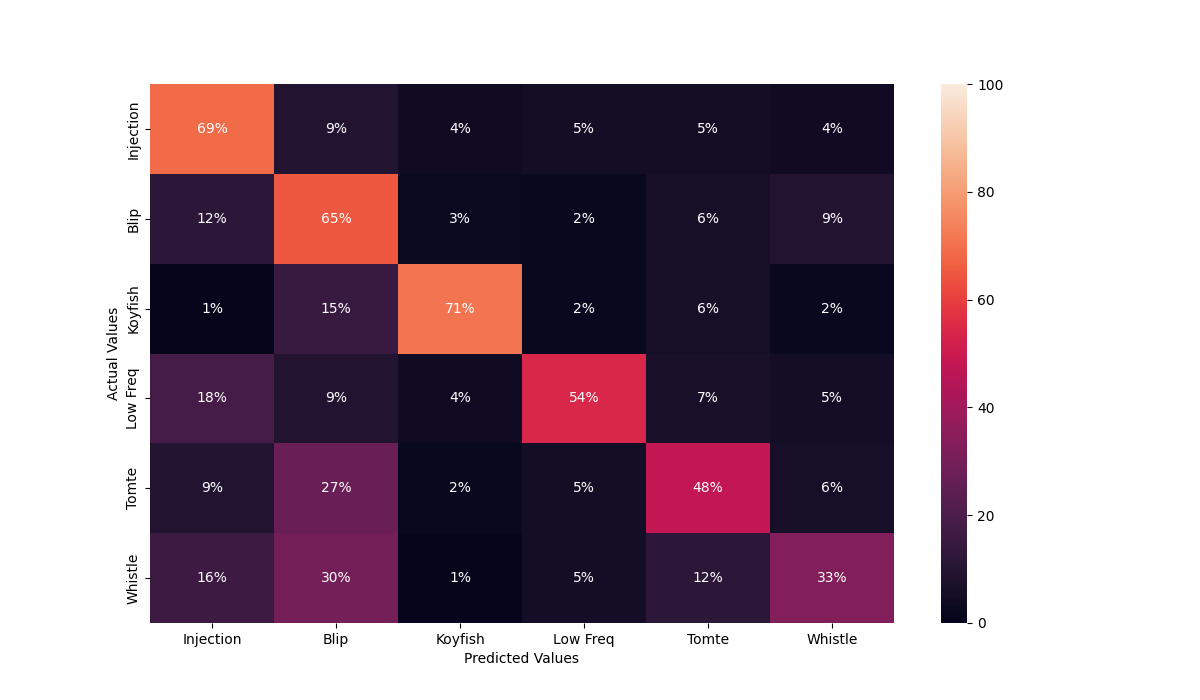 100
Injection 69% 9% 4% 5% 5% 4%
80
Blip 12% 65% 3% 2% 6% 9%
60
Koyfish 1% 15% 71% 2% 6% 2%
Actual Values
40
Low Freq 18% 9% 4% 54% 7% 5%
Tomte 9% 27% 2% 5% 48% 6%
20
Whistle 16% 30% 1% 5% 12% 33%
0
Injection Blip Koyfish Low Freq Tomte Whistle
Predicted Values